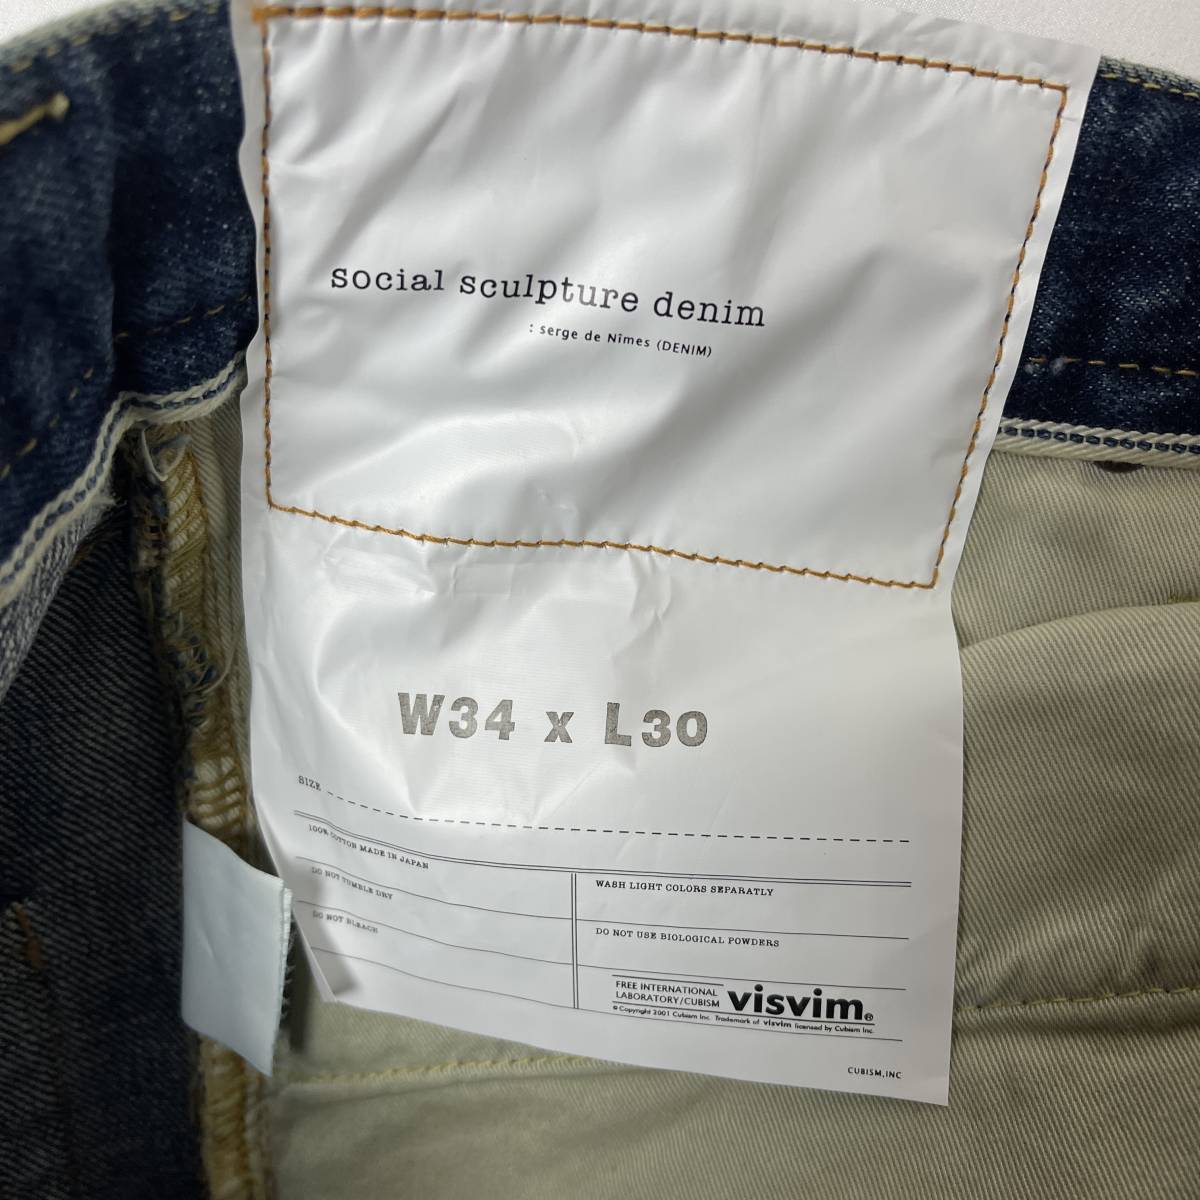 social sculpture denim
: serge de Nîmes (DENIM)
W34 x L30
SIZE
100% COTTON MADE IN JAPAN
DO NOT TUMBLE DRY
DO NOT BLEACH
WASH LIGHT COLORS SEPARATLY
DO NOT USE BIOLOGICAL POWDERS
FREE INTERNATIONAL
LABORATORY/CUBISM
visvim®
© Copyright 2001 Cubism Inc. Trademark of visvim licensed by Cubism Inc.
CUBISM,INC